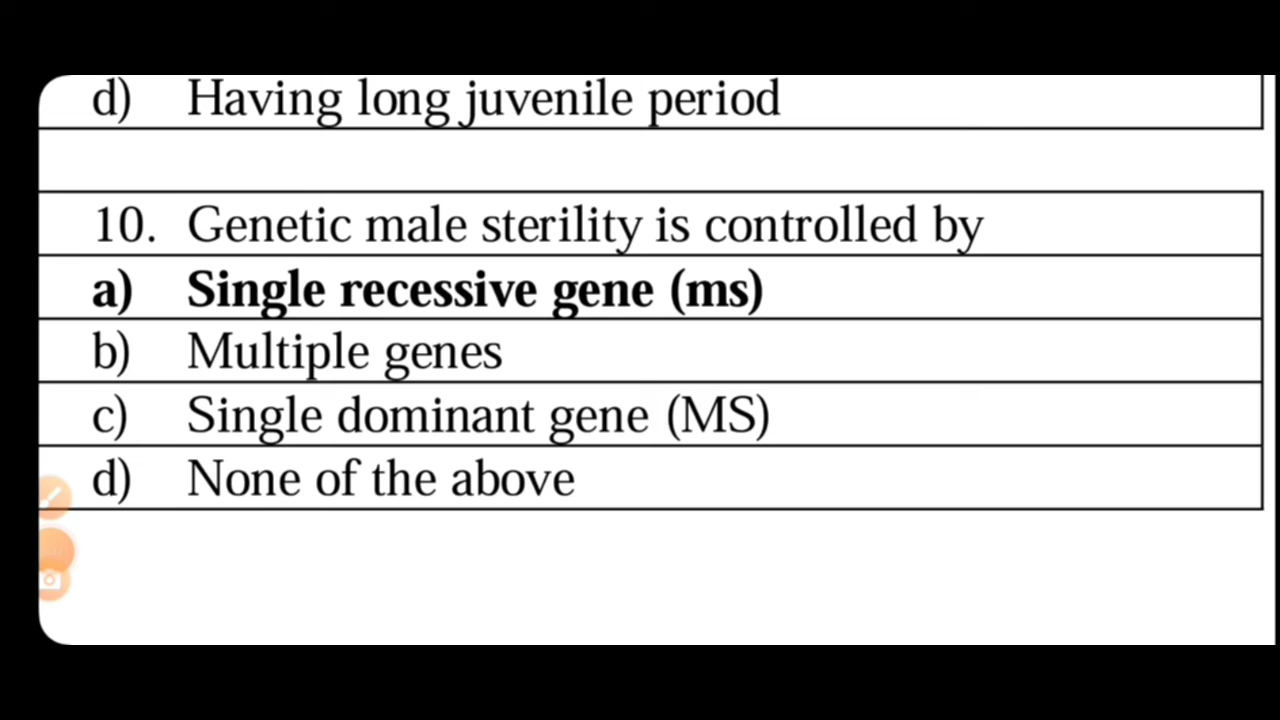 d) Having long juvenile period
10. Genetic male sterility is controlled by
a) Single recessive gene (ms)
b) Multiple genes
c) Single dominant gene (MS)
d) None of the above